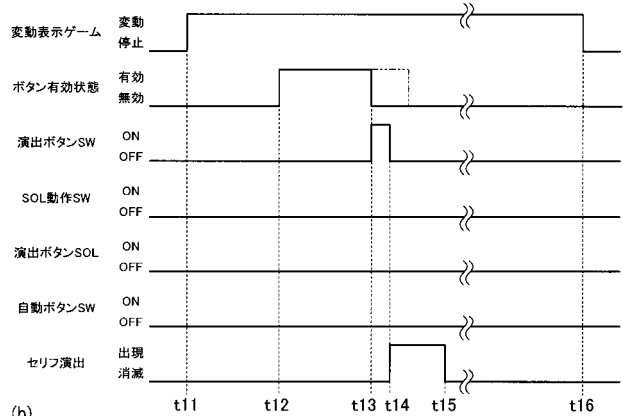 変動表示ゲーム 変動 停止
ボタン有効状態 有効 無効
演出ボタンSW ON OFF
SOL動作SW ON OFF
演出ボタンSOL ON OFF
自動ボタンSW ON OFF
セリフ演出 出現 消滅
(b) t11 t12 t13 t14 t15 t16